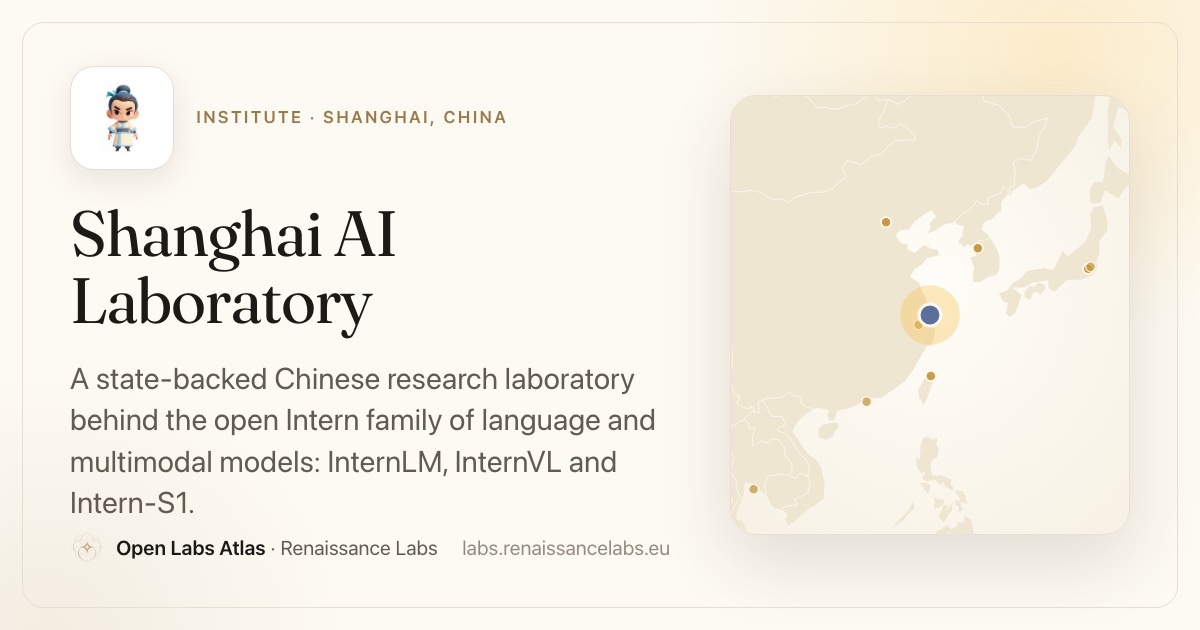 INSTITUTE · SHANGHAI, CHINA
Shanghai AI
Laboratory
A state-backed Chinese research laboratory
behind the open Intern family of language and
multimodal models: InternLM, InternVL and
Intern-S1.
Open Labs Atlas · Renaissance Labs labs.renaissancelabs.eu